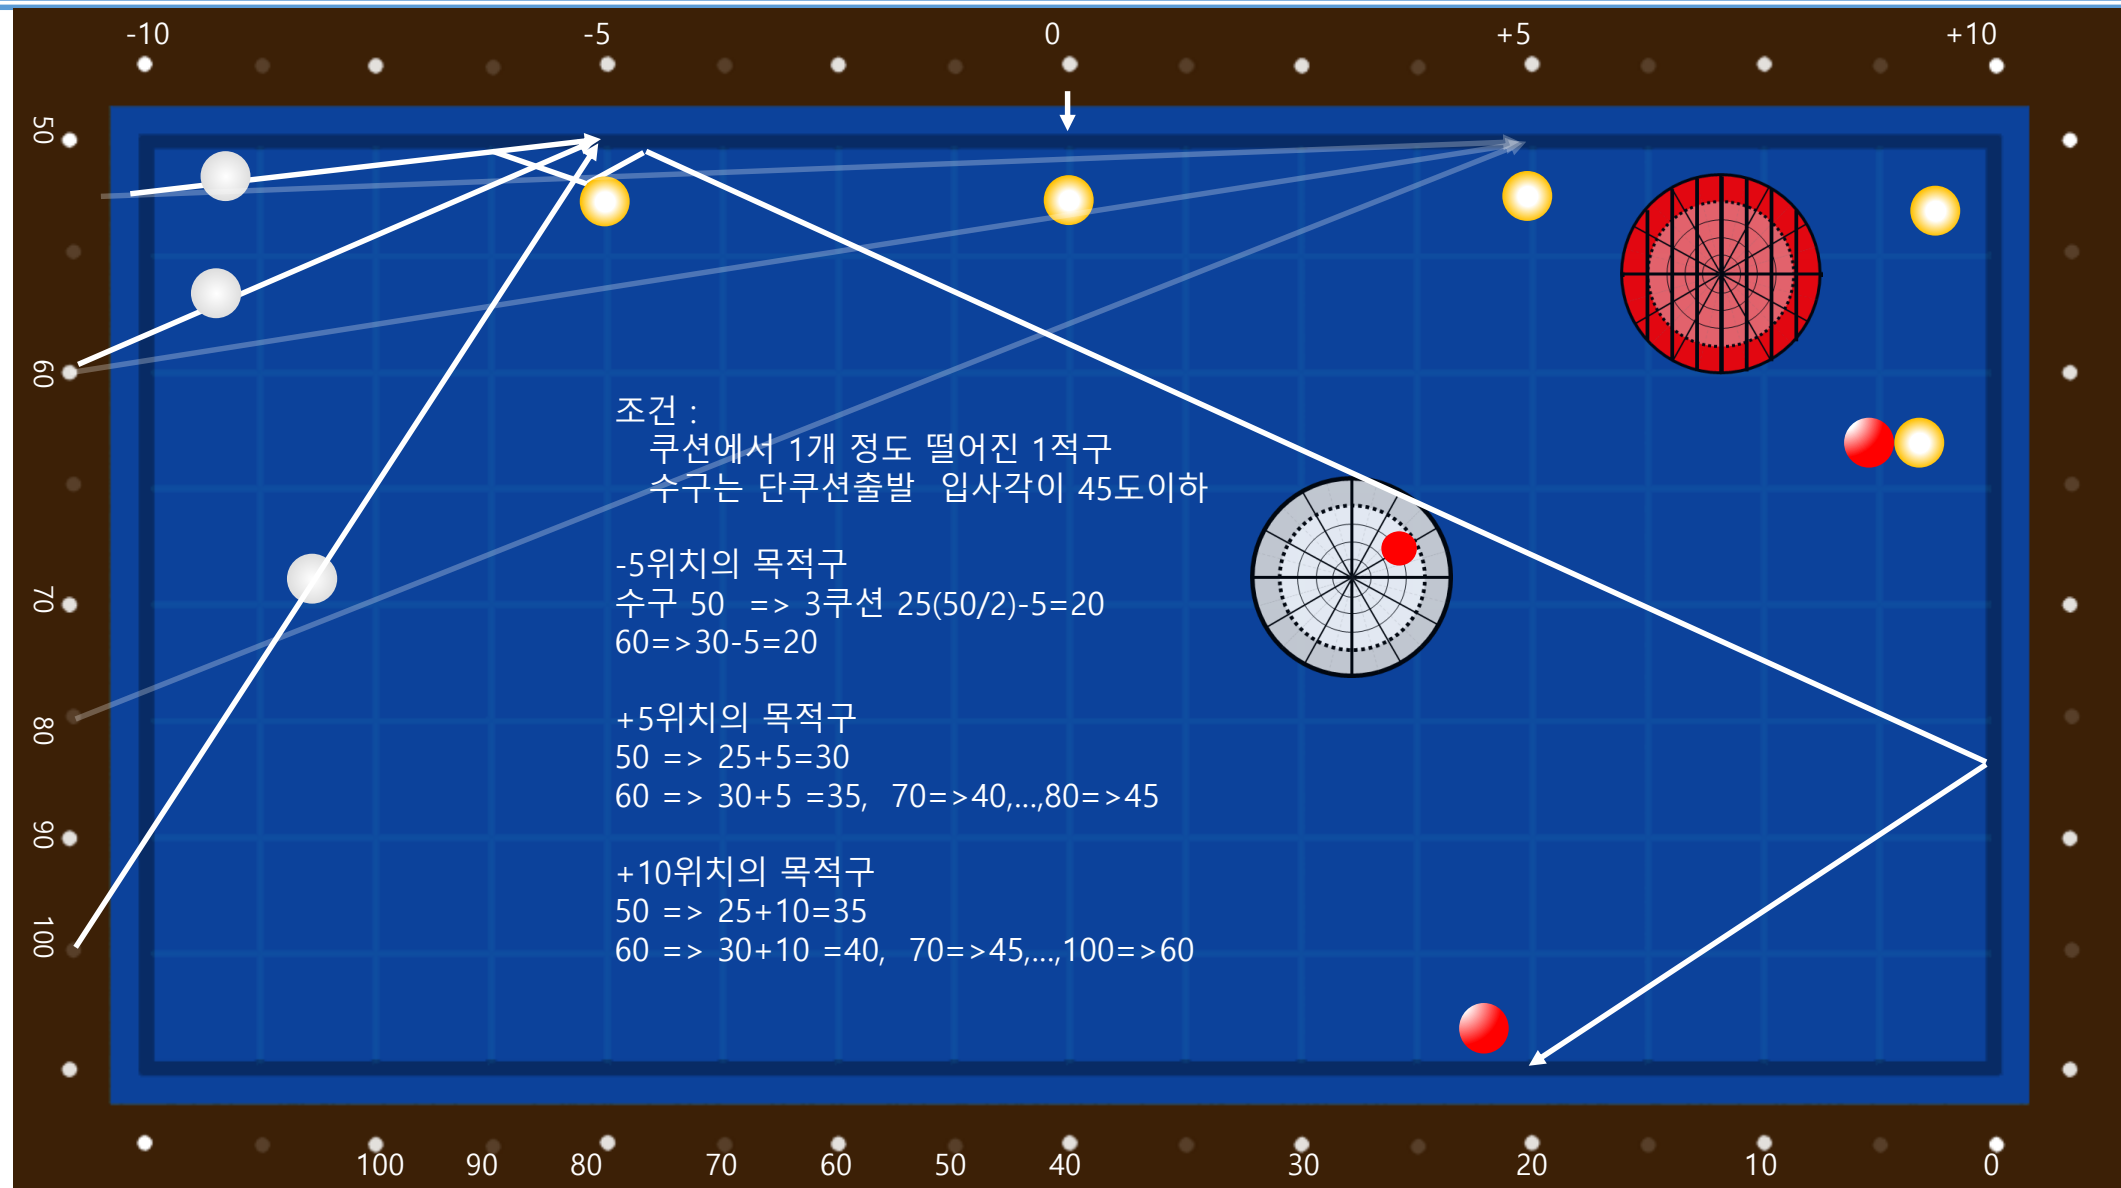 -10 -5 0 +5 +10
50
60
70
80
90
100
조건 :
쿠션에서 1개 정도 떨어진 1적구
수구는 단쿠션출발 입사각이 45도이하
-5위치의 목적구
수구 50 => 3쿠션 25(50/2)-5=20
60=>30-5=20
+5위치의 목적구
50 => 25+5=30
60 => 30+5 =35, 70=>40,...,80=>45
+10위치의 목적구
50 => 25+10=35
60 => 30+10 =40, 70=>45,...,100=>60
100 90 80 70 60 50 40 30 20 10 0